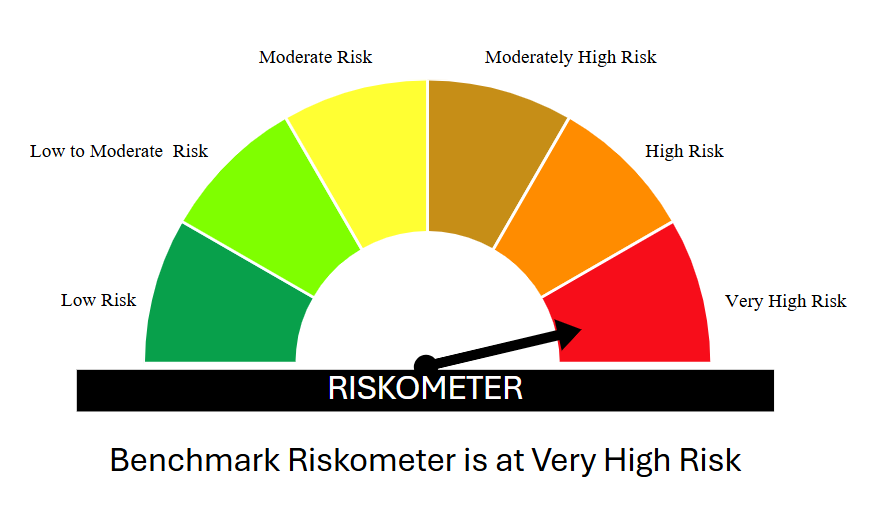 Moderate Risk
Moderately High Risk
Low to Moderate  Risk
High Risk
Low Risk
Very High Risk
RISKOMETER
Benchmark Riskometer is at Very High Risk